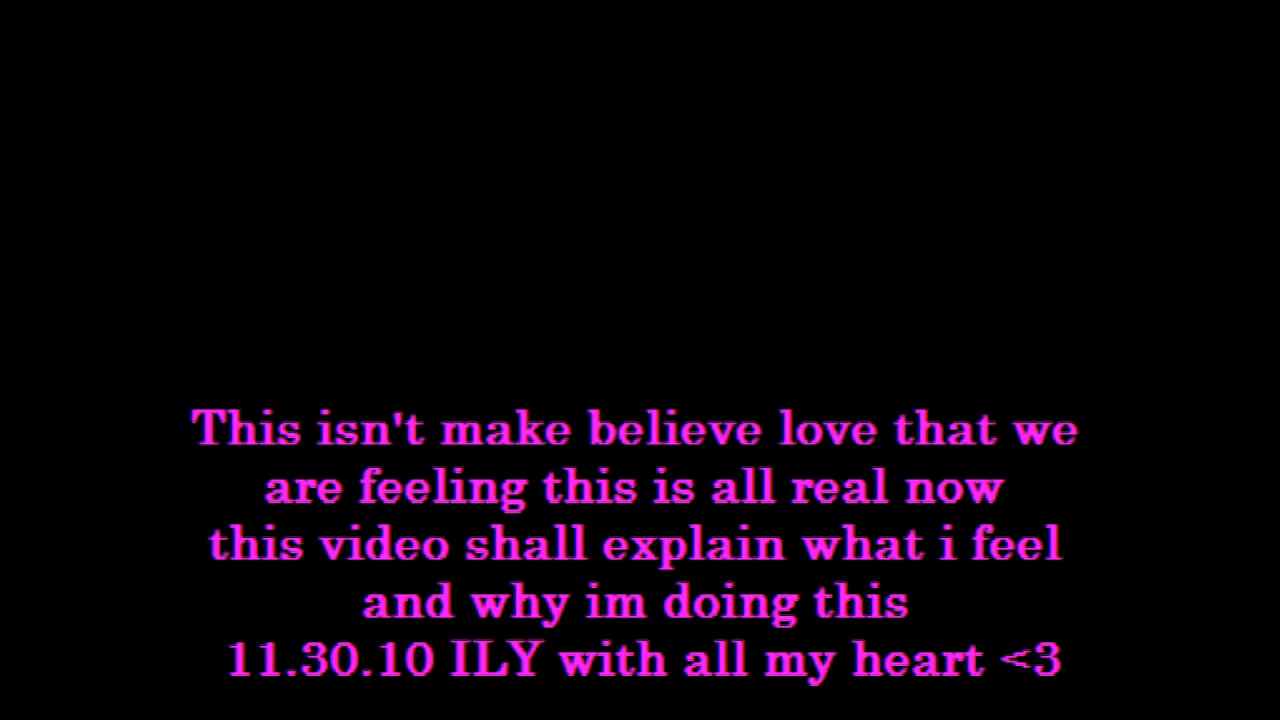 This isn't make believe love that we
are feeling this is all real now
this video shall explain what i feel
and why im doing this
11.30.10 ILY with all my heart <3